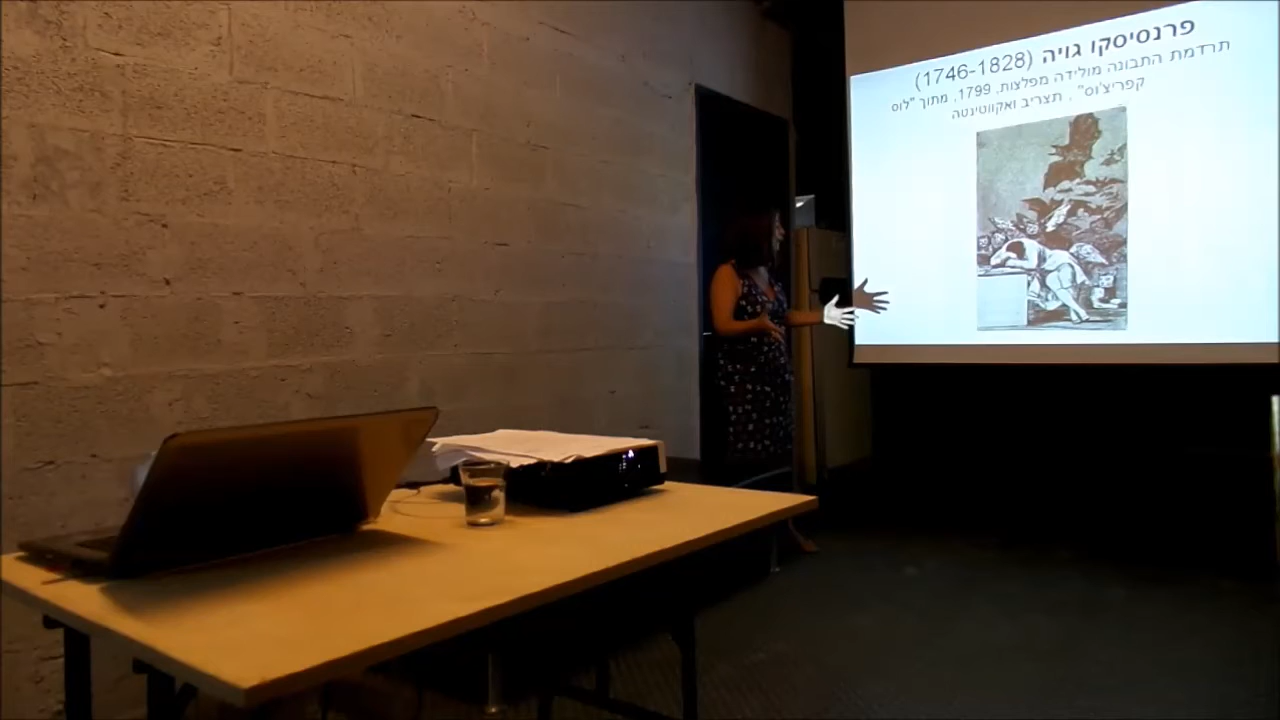 פרנסיסקו גויה (1746-1828)
תרדמת התבונה מולידה מפלצות, 1799, מתוך "לוס
קפריצ'וס" , תצריב ואקווטינטה